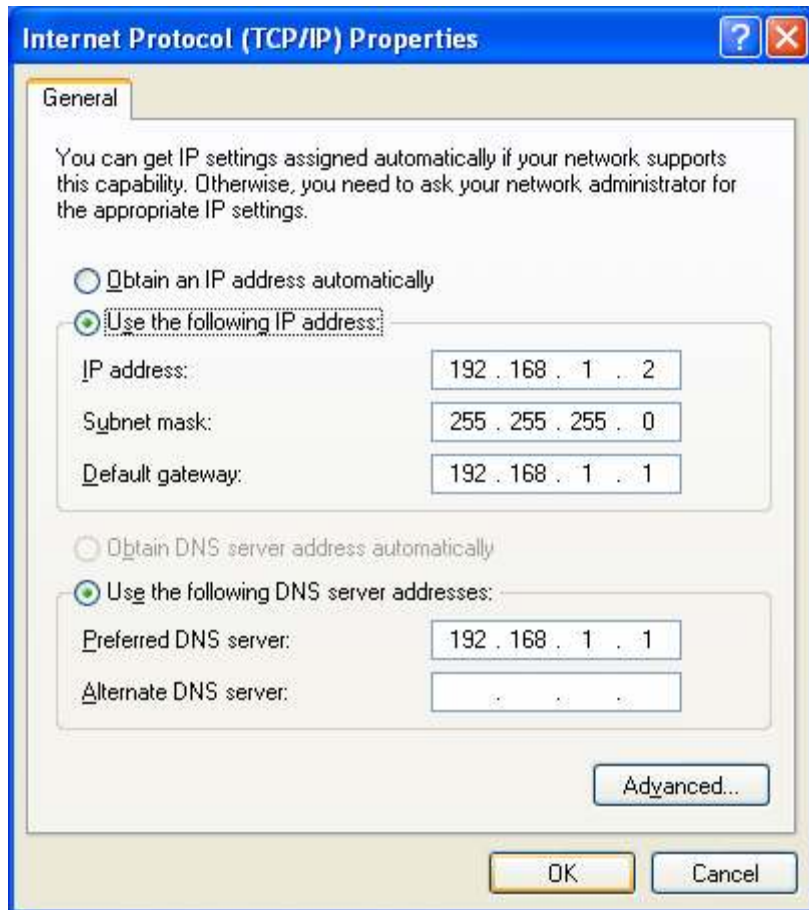 Internet Protocol (TCP/IP) Properties
General
You can get IP settings assigned automatically if your network supports
this capability. Otherwise, you need to ask your network administrator for
the appropriate IP settings.
Obtain an IP address automatically
Use the following IP address:
IP address: 192 . 168 . 1 . 2
Subnet mask: 255 . 255 . 255 . 0
Default gateway: 192 . 168 . 1 . 1
Obtain DNS server address automatically
Use the following DNS server addresses:
Preferred DNS server: 192 . 168 . 1 . 1
Alternate DNS server: . . .
Advanced...
OK Cancel